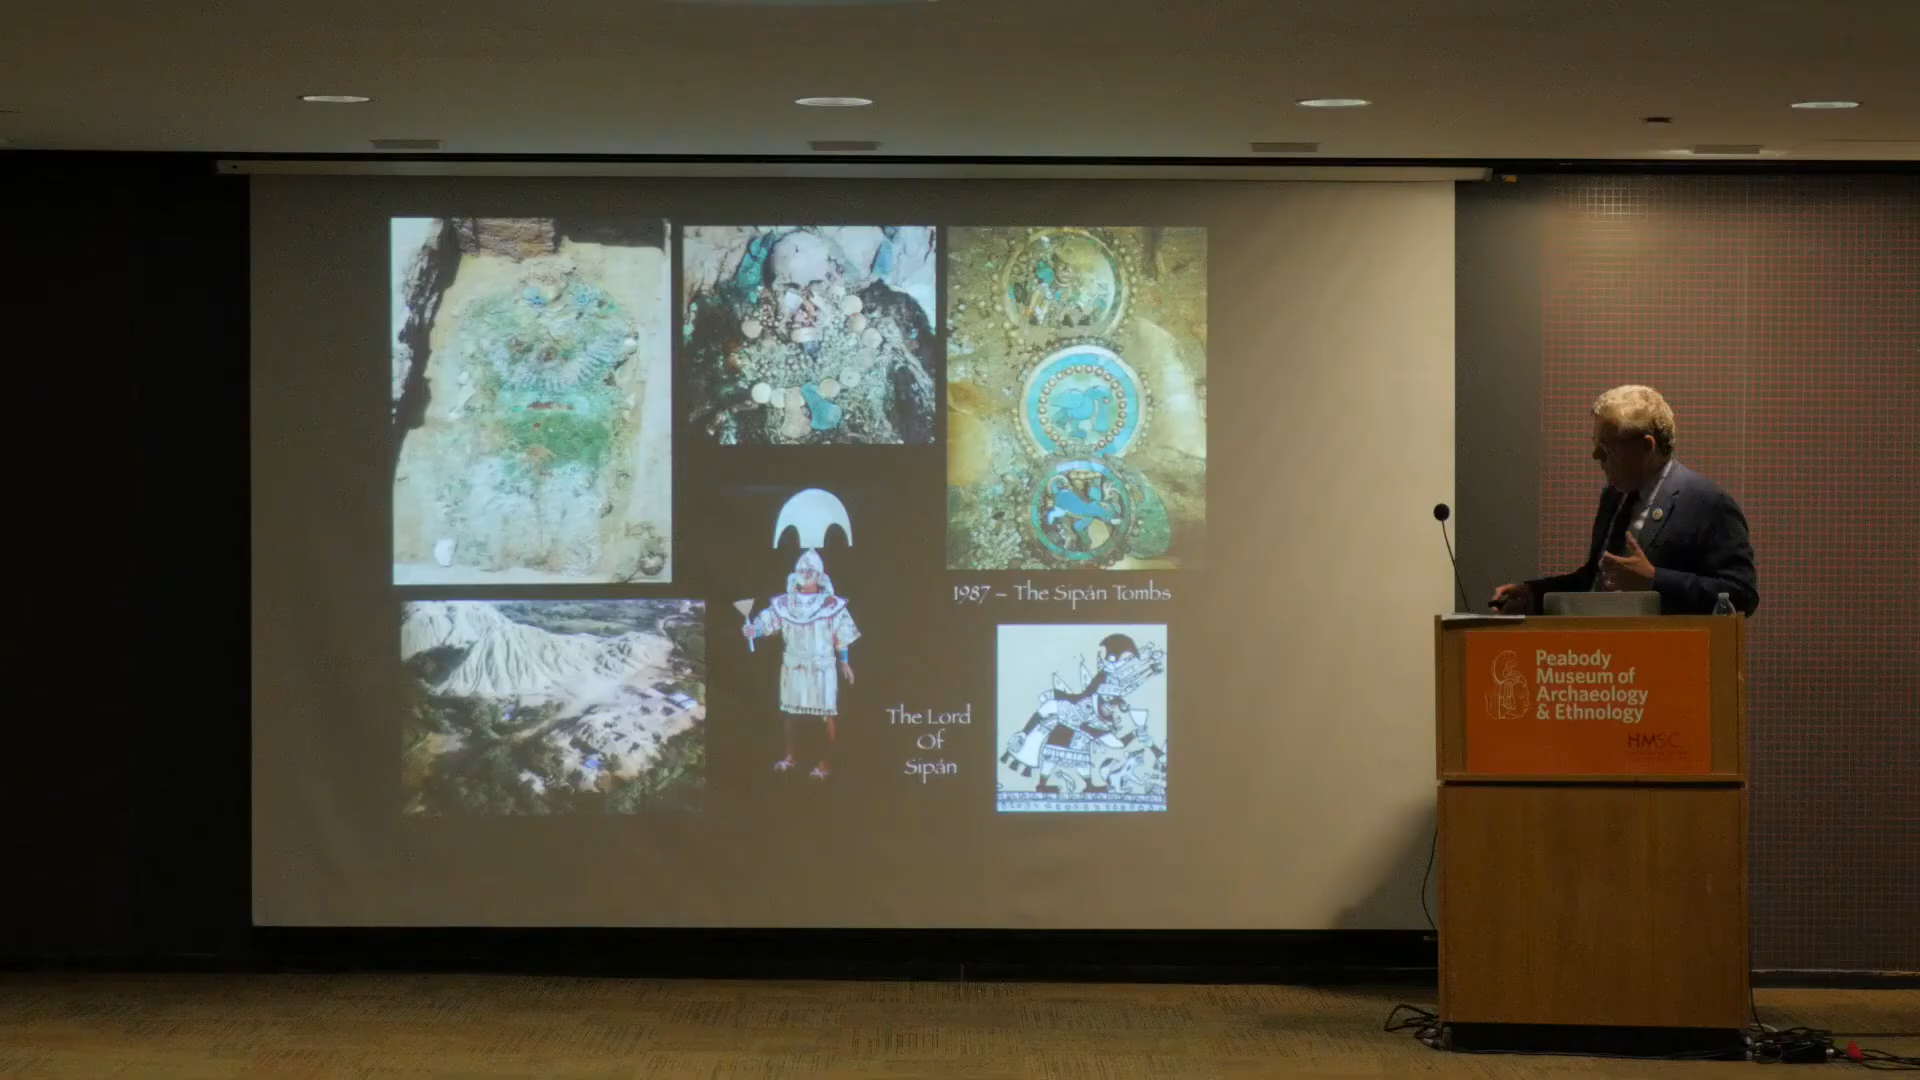 1987 – The Sipán Tombs
The Lord
Of
Sipán
Peabody
Museum of
Archaeology
& Ethnology
HMSC